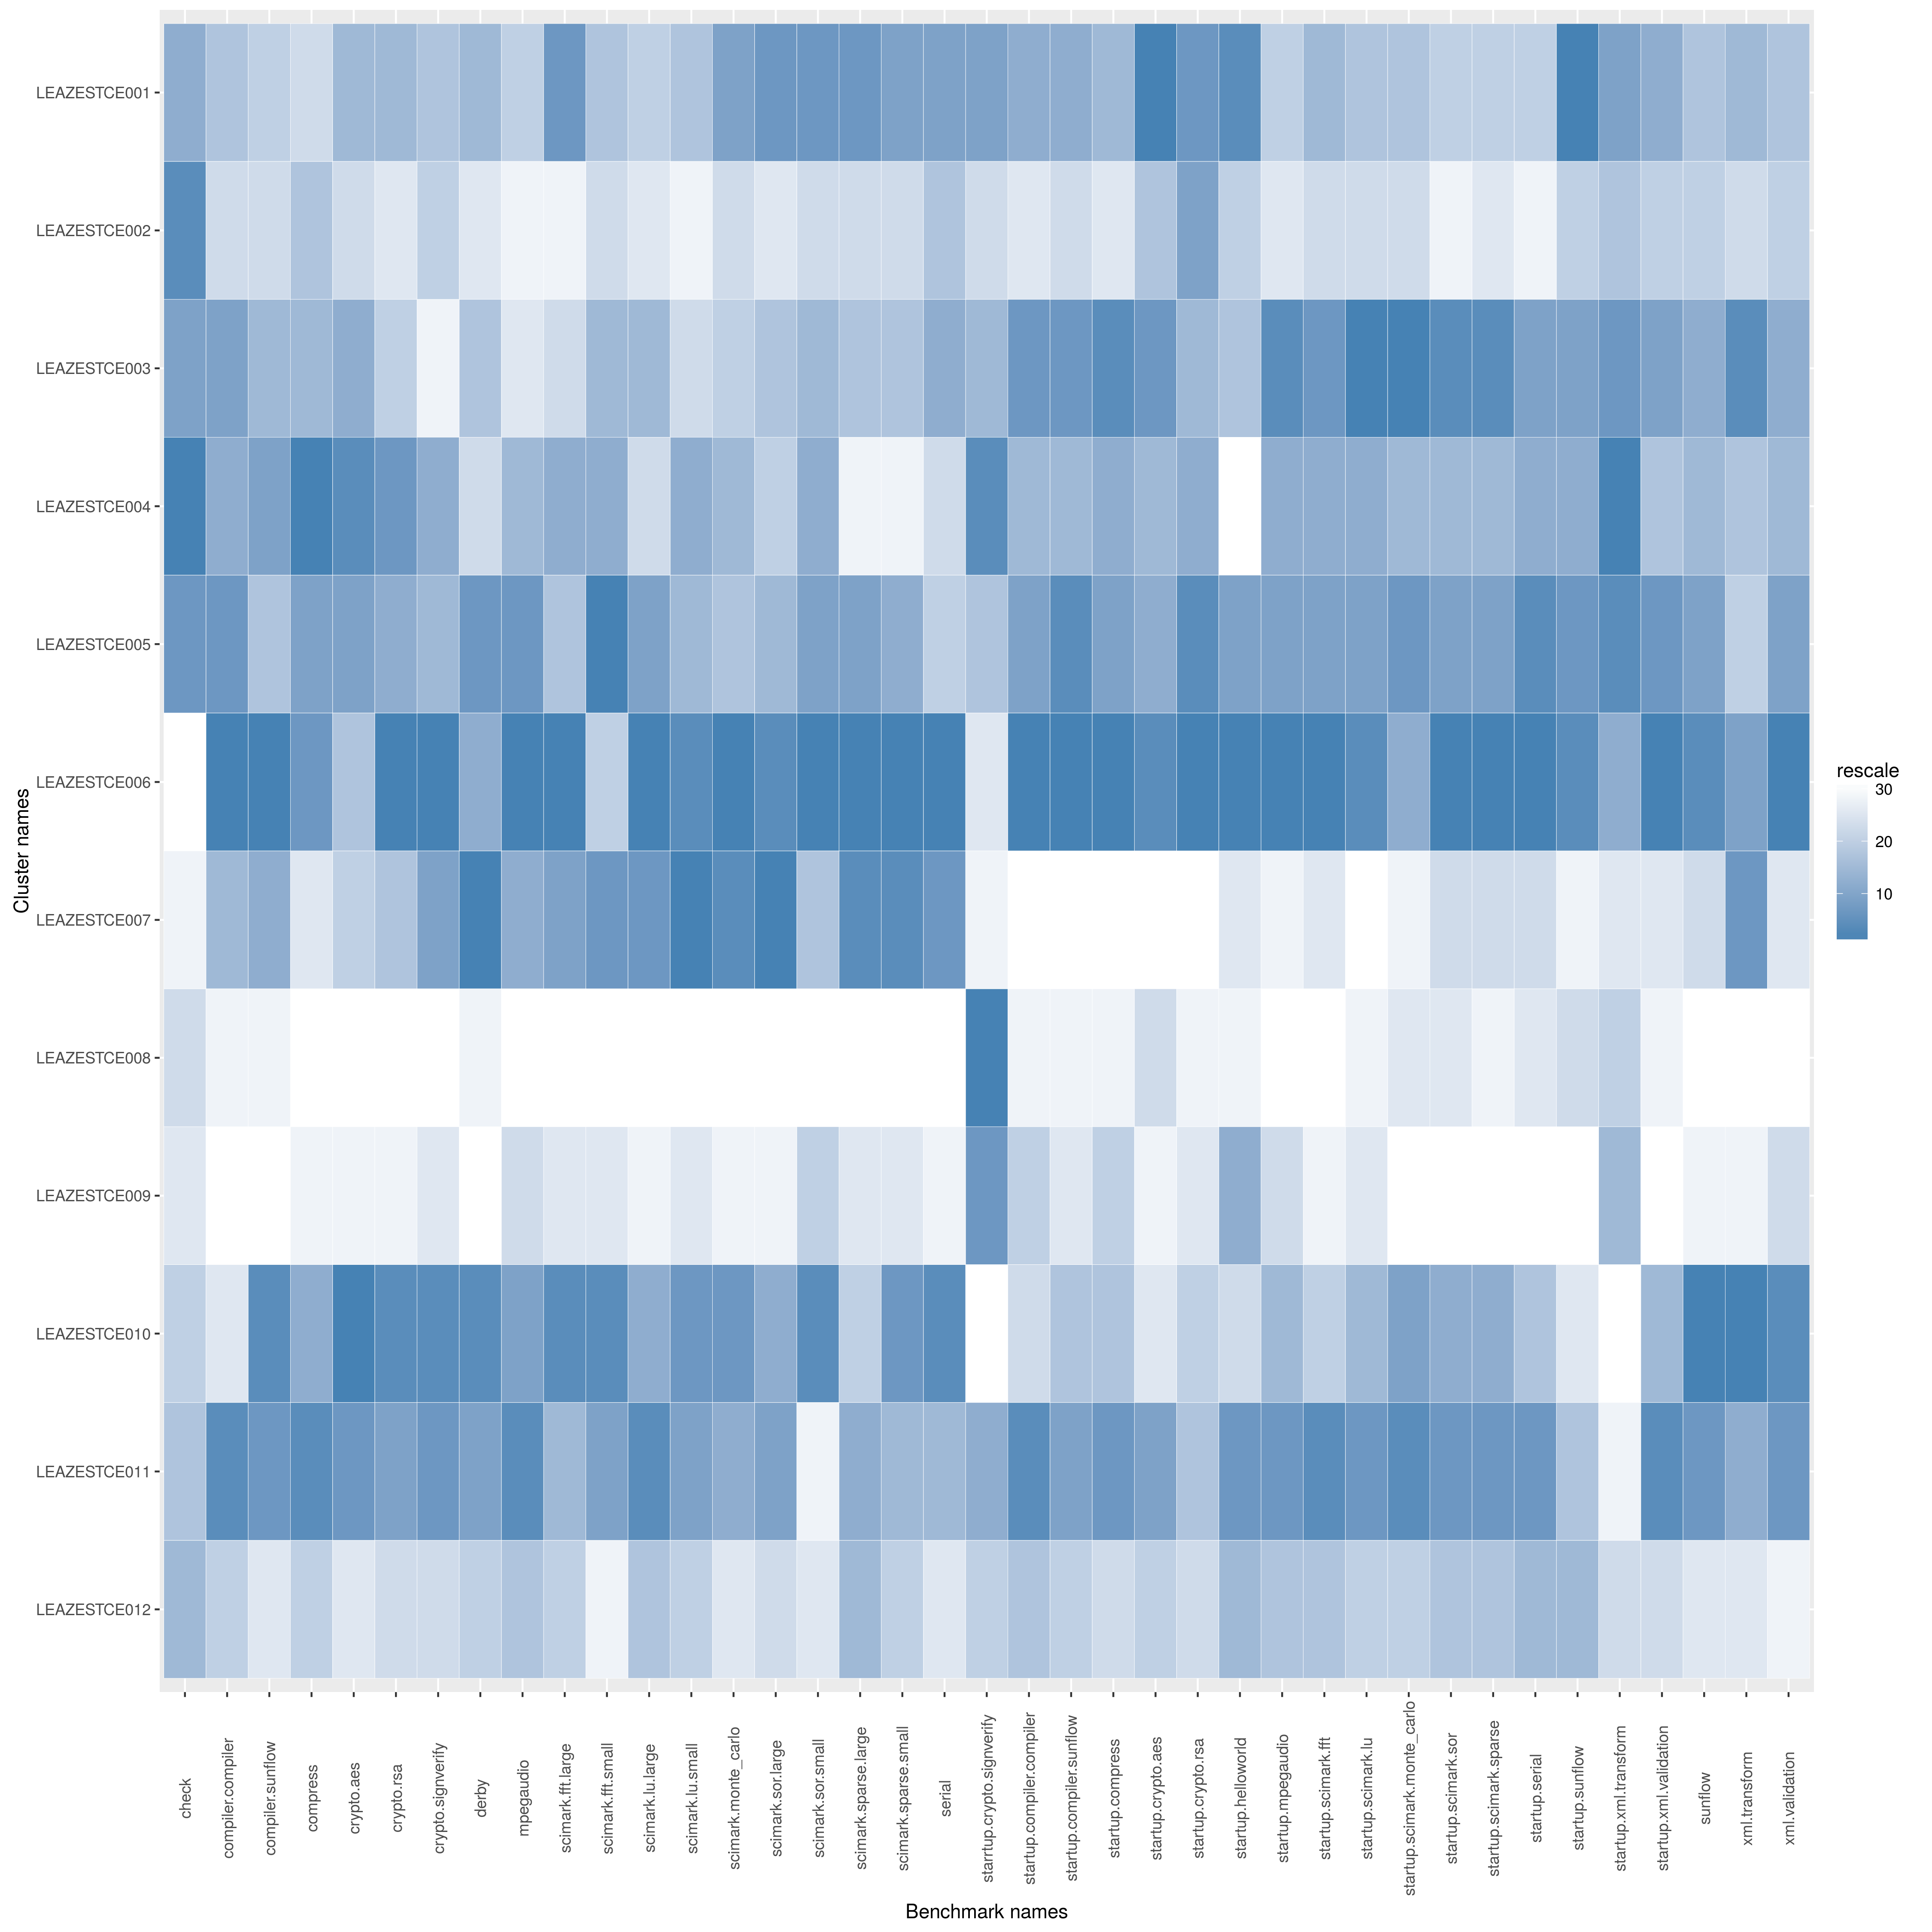 LEAZESTCE001
LEAZESTCE002
LEAZESTCE003
LEAZESTCE004
LEAZESTCE005
LEAZESTCE006
LEAZESTCE007
LEAZESTCE008
LEAZESTCE009
LEAZESTCE010
LEAZESTCE011
LEAZESTCE012
Cluster names
rescale
30
20
10
check
compiler.compiler
compiler.sunflow
compress
crypto.aes
crypto.rsa
crypto.signverify
derby
mpegaudio
scimark.fft.large
scimark.fft.small
scimark.lu.large
scimark.lu.small
scimark.monte_carlo
scimark.sor.large
scimark.sor.small
scimark.sparse.large
scimark.sparse.small
serial
starrtup.crypto.signverify
startup.compiler.compiler
startup.compiler.sunflow
startup.compress
startup.crypto.aes
startup.crypto.rsa
startup.helloworld
startup.mpegaudio
startup.scimark.fft
startup.scimark.lu
startup.scimark.monte_carlo
startup.scimark.sor
startup.scimark.sparse
startup.serial
startup.sunflow
startup.xml.transform
startup.xml.validation
sunflow
xml.transform
xml.validation
Benchmark names